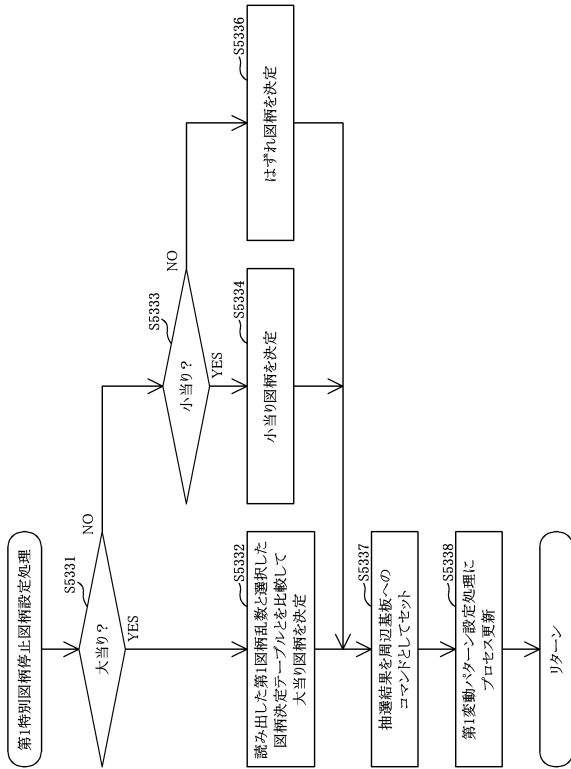 第1特別図柄停止図柄設定処理
S5331
大当り？
NO
YES
S5333
小当り？
NO
YES
S5332
読み出した第1図柄乱数と選択した
図柄決定テーブルとを比較して
大当り図柄を決定
S5334
小当り図柄を決定
S5336
はずれ図柄を決定
S5337
抽選結果を周辺基板への
コマンドとしてセット
S5338
第1変動パターン設定処理に
プロセス更新
リターン